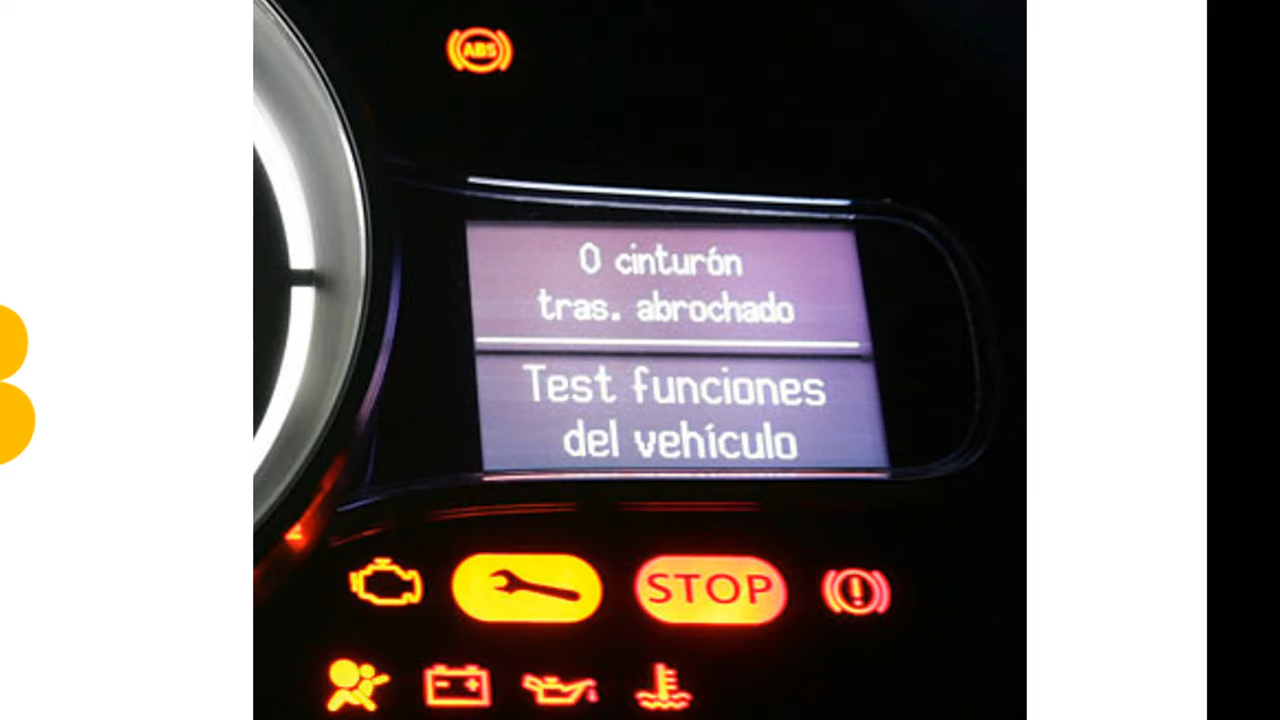 ABS
0 cinturón
tras. abrochado
Test funciones
del vehículo
STOP